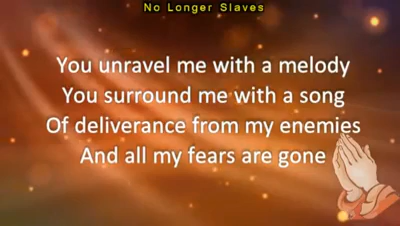 No Longer Slaves
You unravel me with a melody
You surround me with a song
Of deliverance from my enemies
And all my fears are gone